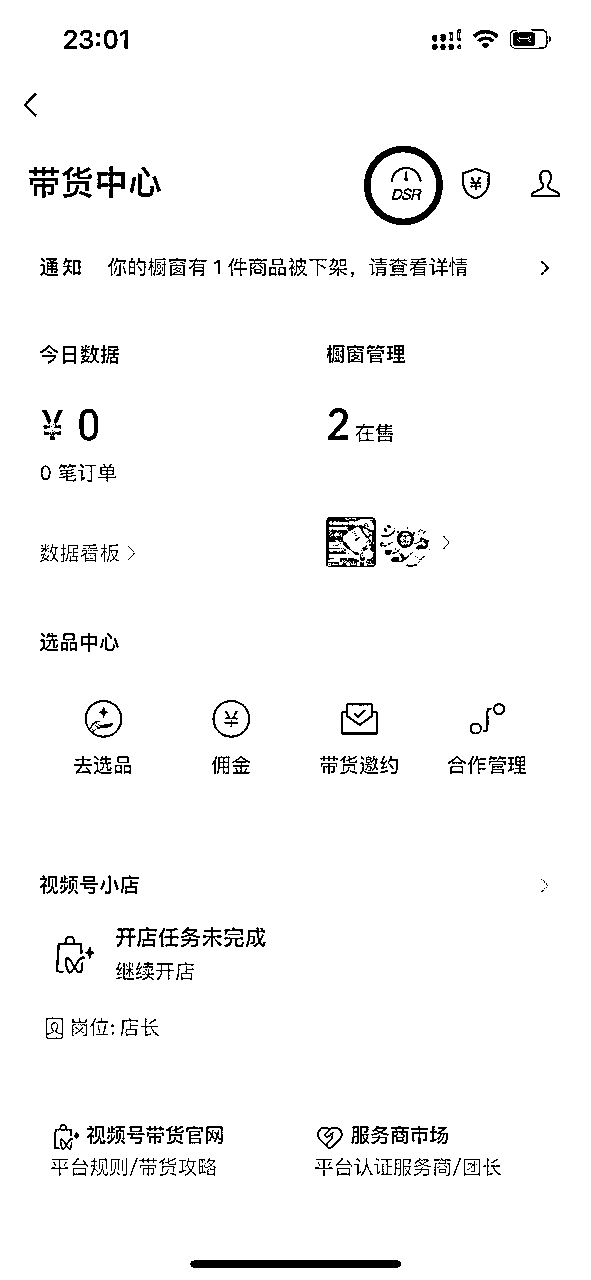 23:01
带货中心
DSR
通知 你的橱窗有1件商品被下架，请查看详情
今日数据 橱窗管理
¥ 0 2 在售
0 笔订单
数据看板
选品中心
去选品 佣金 带货邀约 合作管理
视频号小店
开店任务未完成
继续开店
岗位: 店长
视频号带货官网 服务商市场
平台规则/带货攻略 平台认证服务商/团长